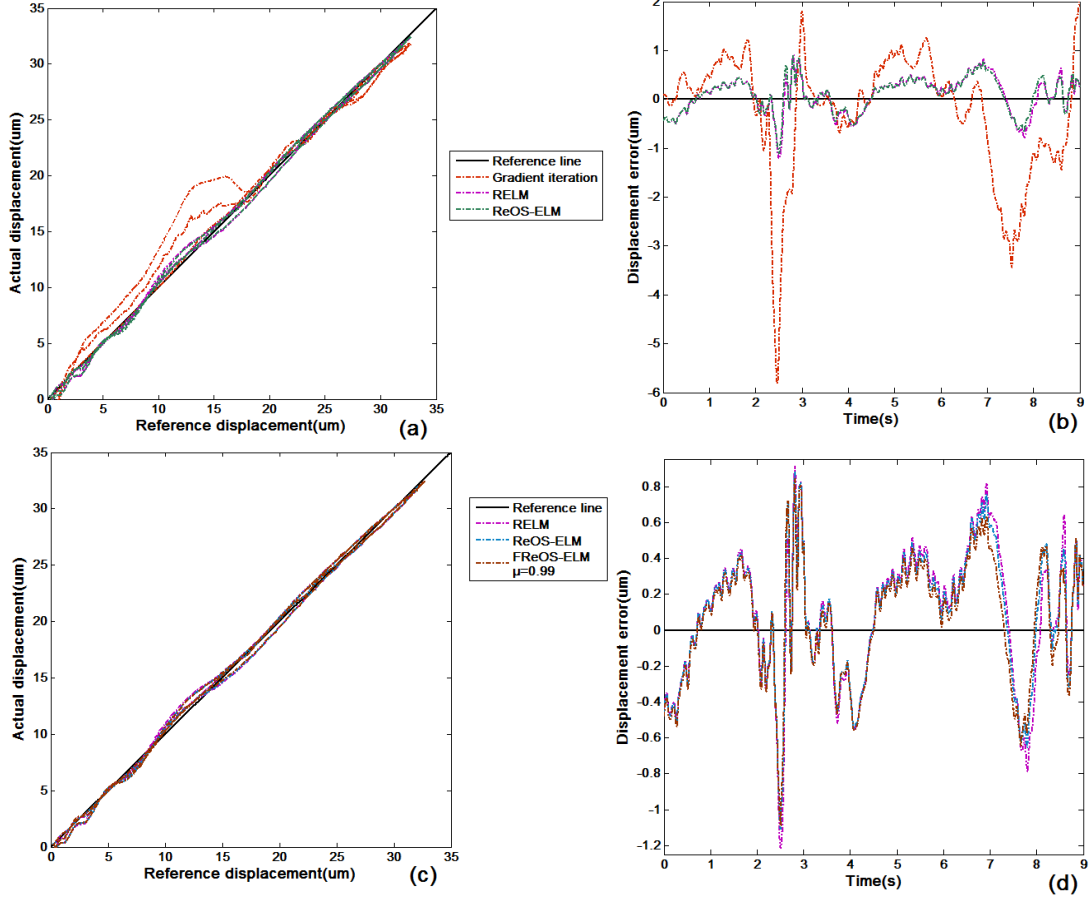 35
30
25
20
15
10
5
0
Actual displacement(um)
0 5 10 15 20 25 30 35
Reference displacement(um)
(a)
Reference line
Gradient iteration
RELM
ReOS-ELM
2
1
0
-1
-2
-3
-4
-5
-6
Displacement error(um)
0 1 2 3 4 5 6 7 8 9
Time(s)
(b)
35
30
25
20
15
10
5
0
Actual displacement(um)
0 5 10 15 20 25 30 35
Reference displacement(um)
(c)
Reference line
RELM
ReOS-ELM
FReOS-ELM
μ=0.99
0.8
0.6
0.4
0.2
0
-0.2
-0.4
-0.6
-0.8
-1
-1.2
Displacement error(um)
0 1 2 3 4 5 6 7 8 9
Time(s)
(d)